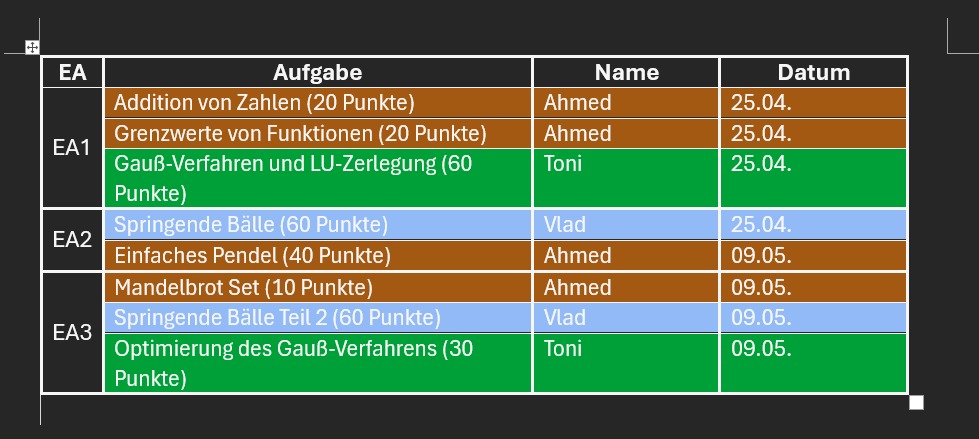 EA Aufgabe Name Datum
EA1
Addition von Zahlen (20 Punkte) Ahmed 25.04.
Grenzwerte von Funktionen (20 Punkte) Ahmed 25.04.
Gauß-Verfahren und LU-Zerlegung (60 Toni 25.04.
Punkte)
EA2
Springende Bälle (60 Punkte) Vlad 25.04.
Einfaches Pendel (40 Punkte) Ahmed 09.05.
EA3
Mandelbrot Set (10 Punkte) Ahmed 09.05.
Springende Bälle Teil 2 (60 Punkte) Vlad 09.05.
Optimierung des Gauß-Verfahrens (30 Toni 09.05.
Punkte)